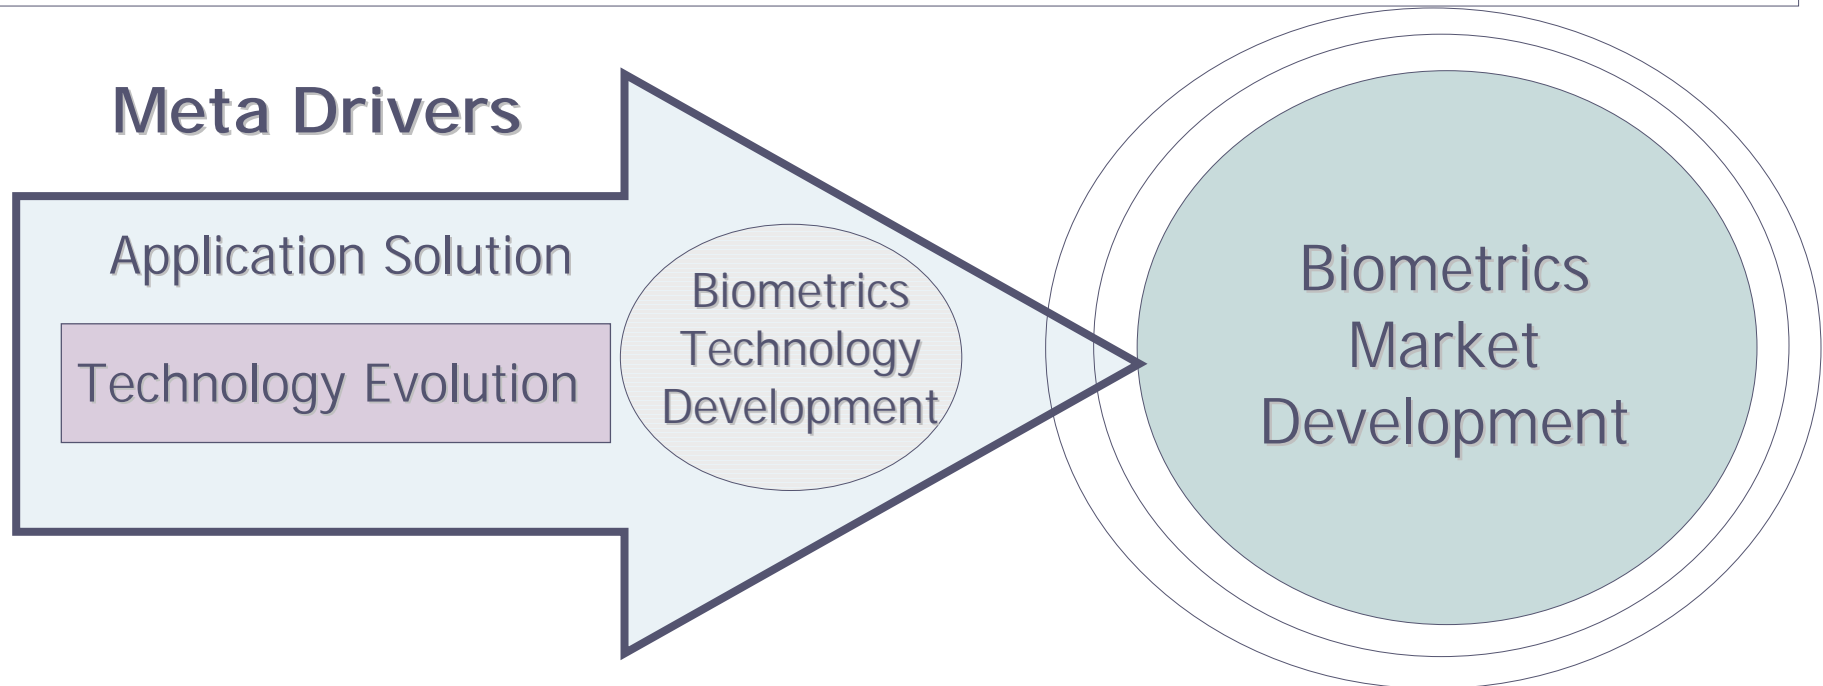 Meta Drivers
Application Solution
Technology Evolution
Biometrics
Technology
Development
Biometrics
Market
Development